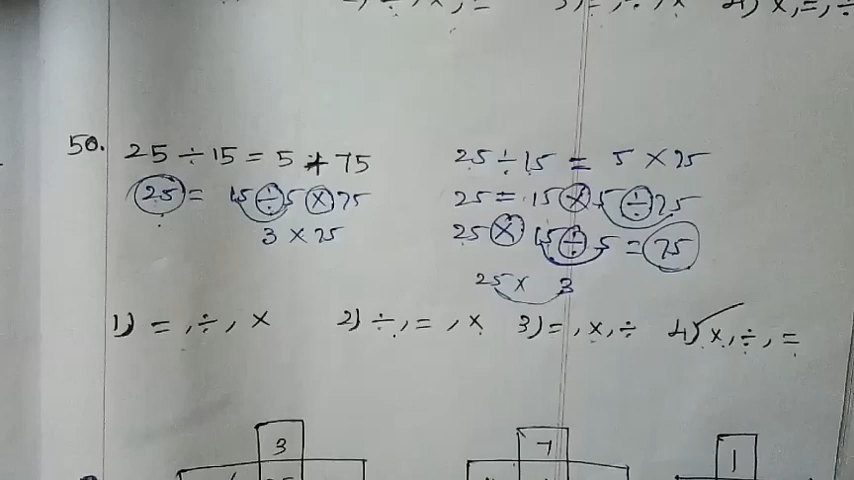 50. 25 ÷ 15 = 5 + 75 25 ÷ 15 = 5 × 75
25 = 15 ÷ 5 × 75 25 = 15 × 5 ÷ 75
3 × 75 25 × 15 ÷ 5 = 75
25 × 3
1) =, ÷, × 2) ÷, =, × 3) =, ×, ÷ 4) ×, ÷, =
3 7 1